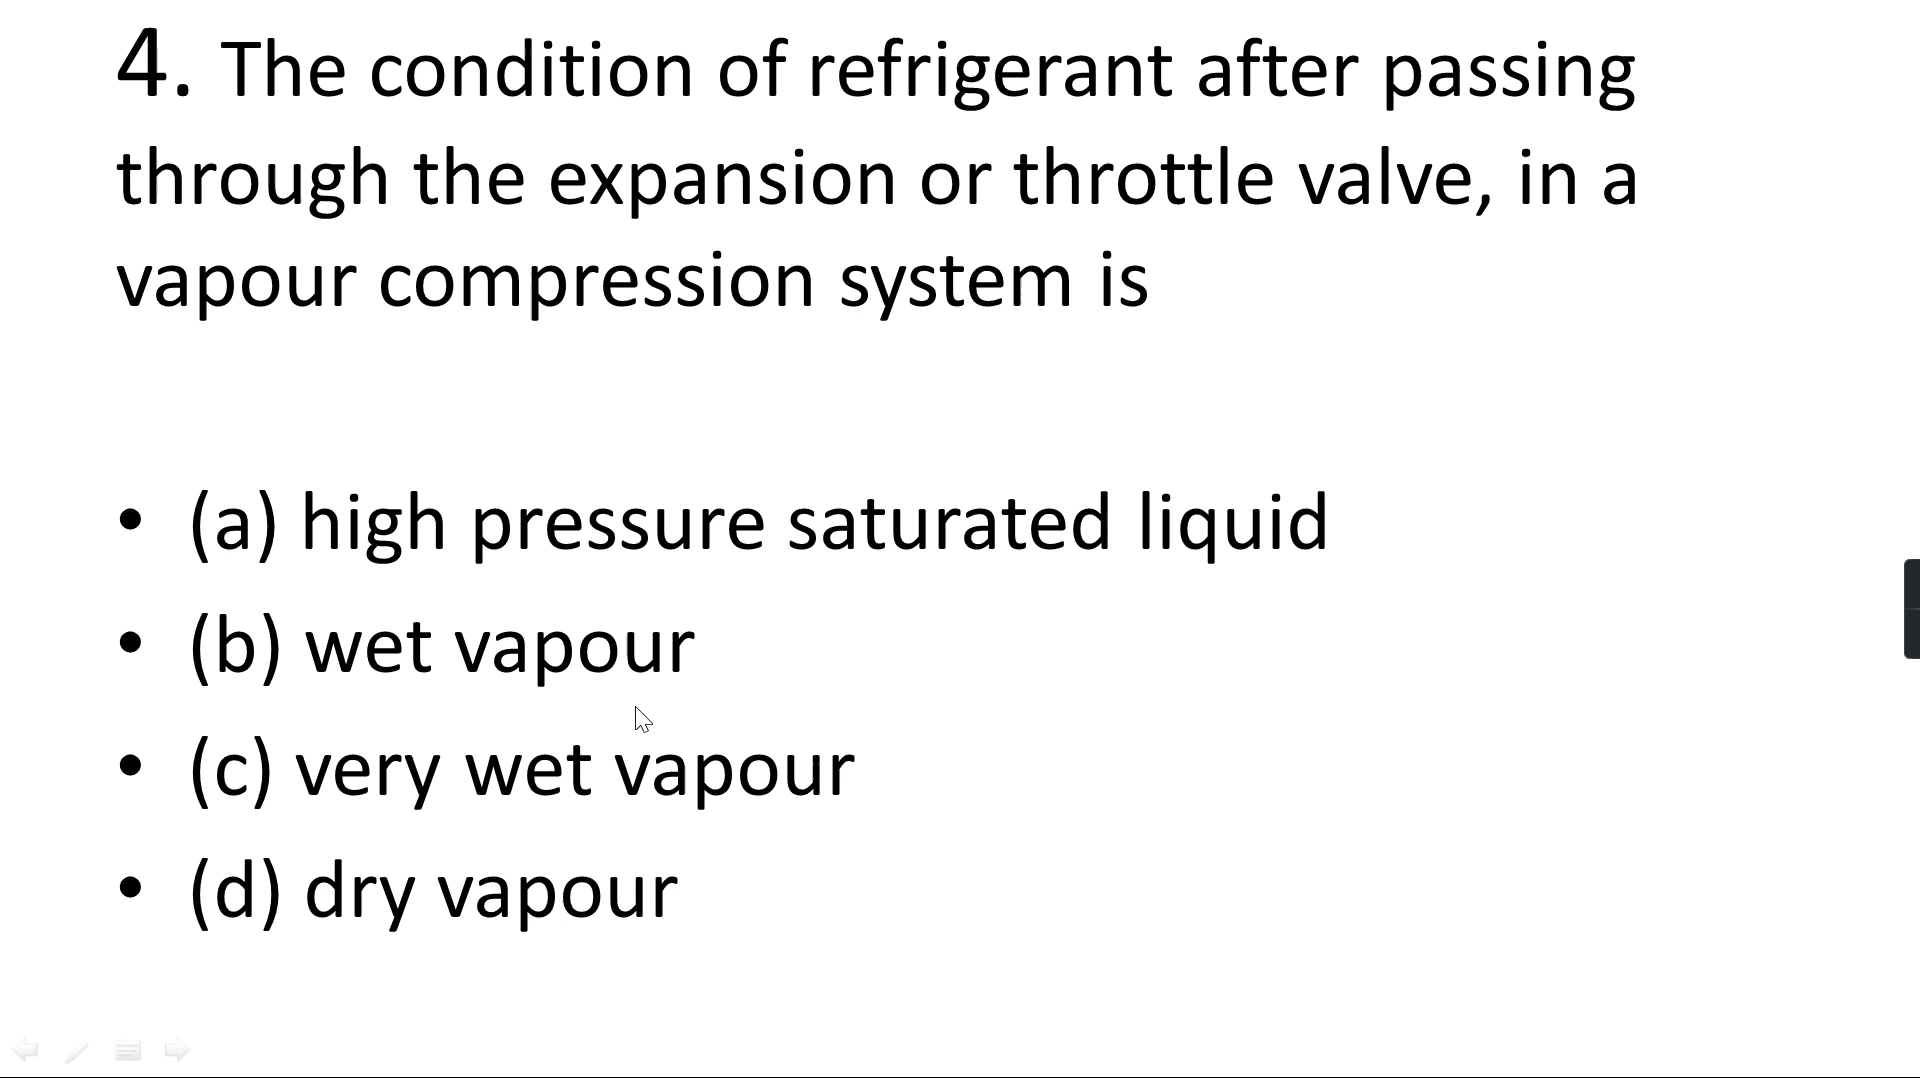 4. The condition of refrigerant after passing
through the expansion or throttle valve, in a
vapour compression system is
• (a) high pressure saturated liquid
• (b) wet vapour
• (c) very wet vapour
• (d) dry vapour